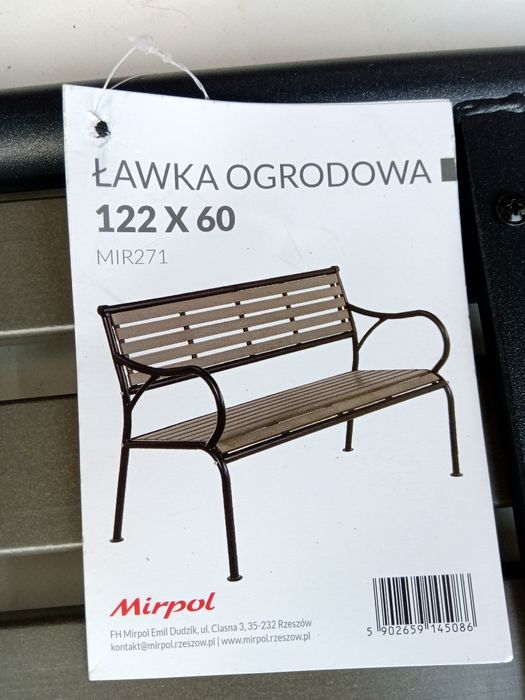 ŁAWKA OGRODOWA
122 X 60
MIR271
Mirpol
FH Mirpol Emil Dudzik, ul. Ciasna 3, 35-232 Rzeszów
kontakt@mirpol.rzeszow.pl | www.mirpol.rzeszow.pl
5 902659 145086